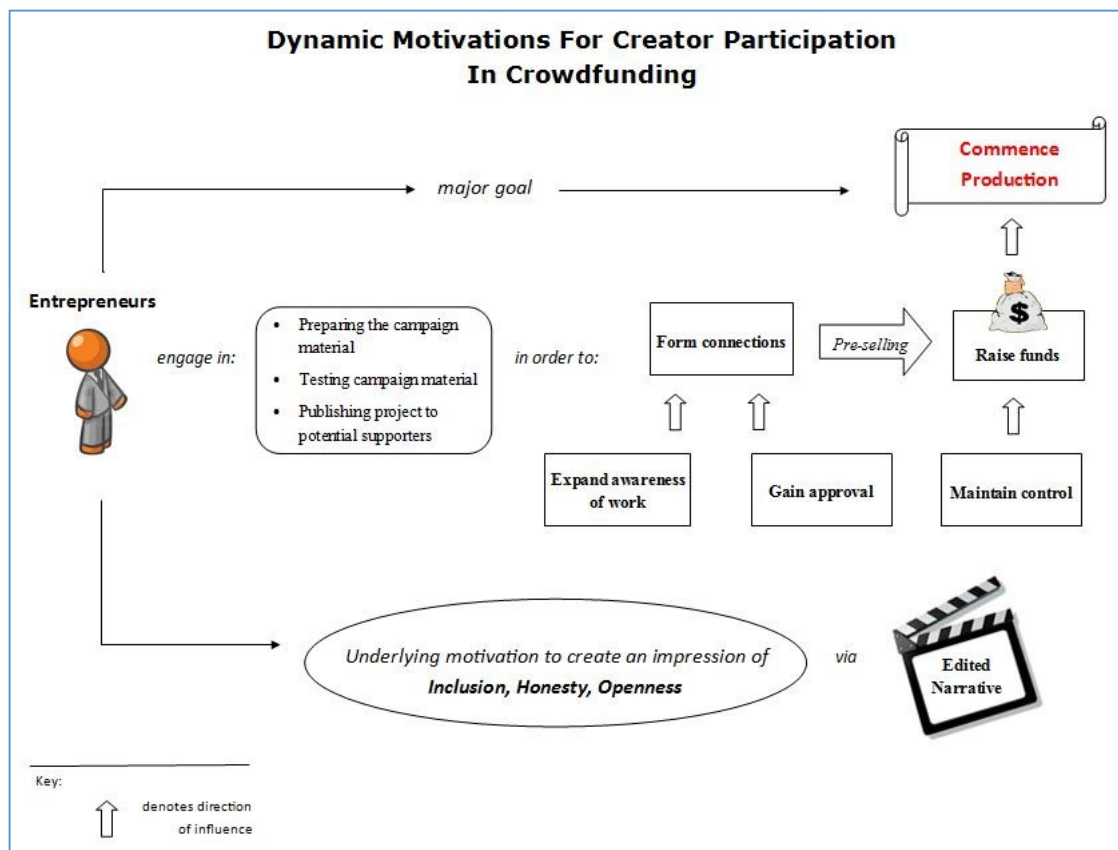 Dynamic Motivations For Creator Participation
In Crowdfunding
Commence
Production
major goal
Entrepreneurs
engage in:
• Preparing the campaign
material
• Testing campaign material
• Publishing project to
potential supporters
in order to:
Form connections
Pre-selling
$
Raise funds
Expand awareness
of work
Gain approval
Maintain control
Underlying motivation to create an impression of
Inclusion, Honesty, Openness
via
Edited
Narrative
Key:
denotes direction
of influence